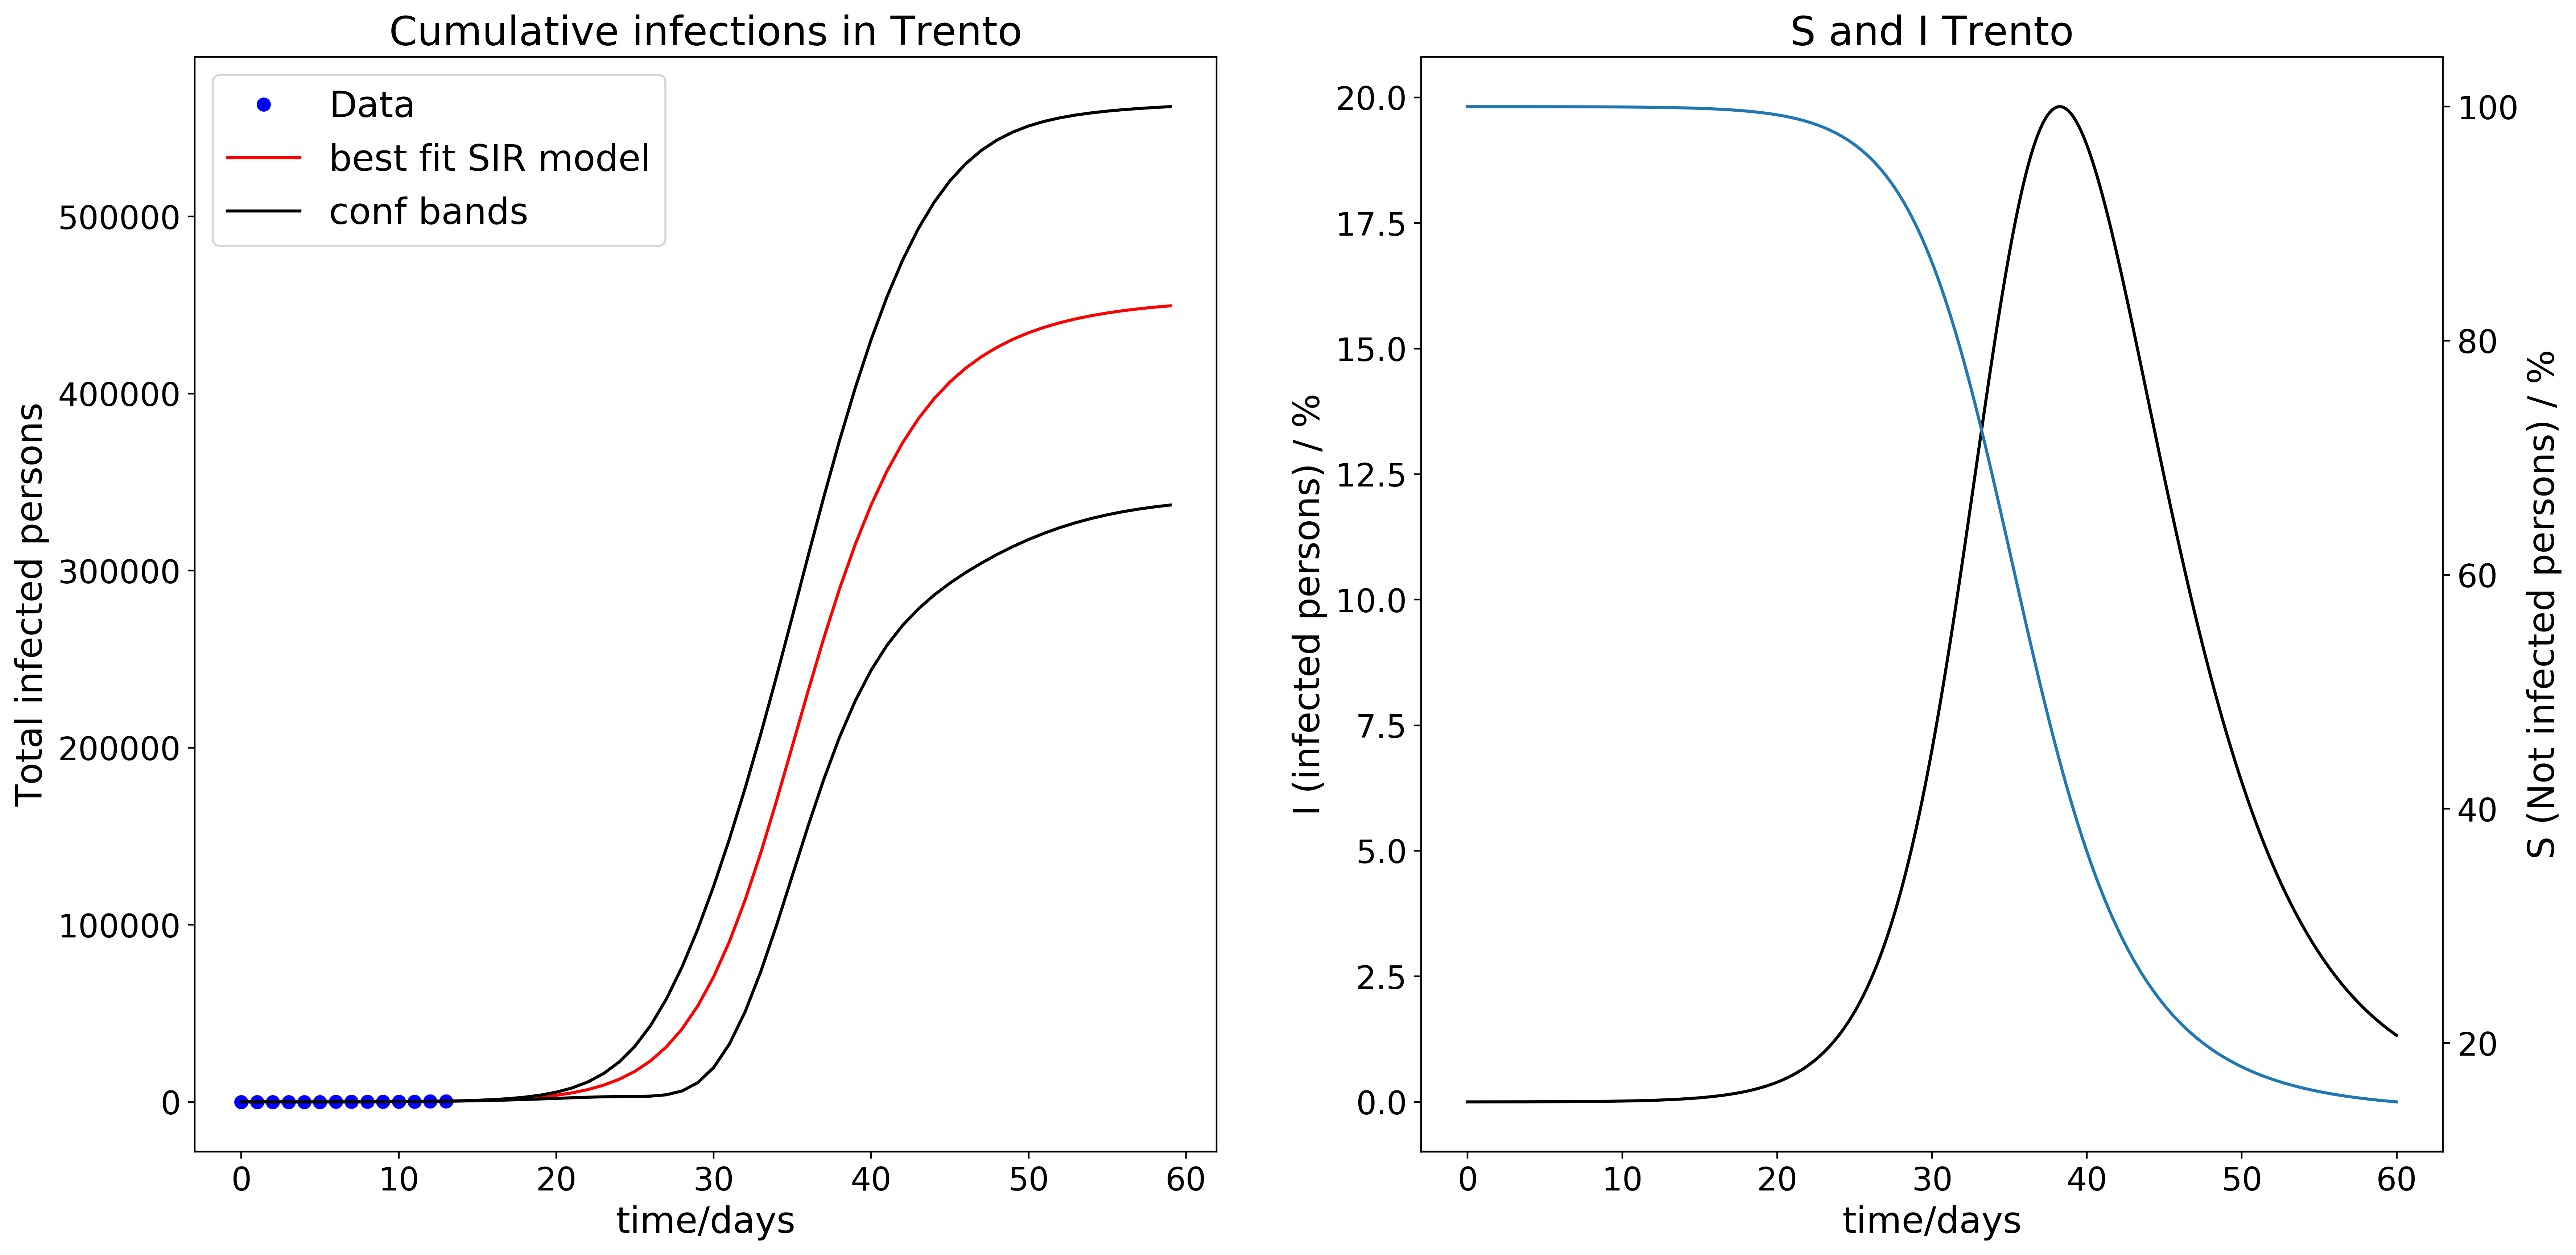 Cumulative infections in Trento
Data
best fit SIR model
conf bands
Total infected persons
500000
400000
300000
200000
100000
0
0 10 20 30 40 50 60
time/days
S and I Trento
I (infected persons) / %
20.0
17.5
15.0
12.5
10.0
7.5
5.0
2.5
0.0
100
80
60
40
20
S (Not infected persons) / %
0 10 20 30 40 50 60
time/days